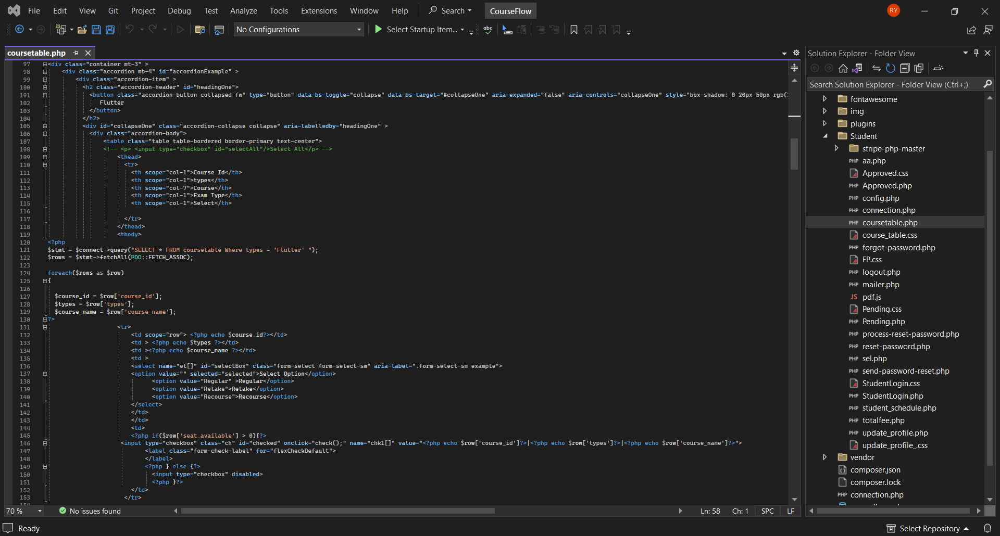 File Edit View Git Project Debug Test Analyze Tools Extensions Window Help Search CourseFlow RY
No Configurations Select Startup Item... abc
coursetable.php
97 <div class="container mt-3" >
98 <div class="accordion mb-4" id="accordionExample" >
99 <div class="accordion-item" >
100 <h2 class="accordion-header" id="headingOne">
101 <button class="accordion-button collapsed fw" type="button" data-bs-toggle="collapse" data-bs-target="#collapseOne" aria-expanded="false" aria-controls="collapseOne" style="box-shadow: 0 20px 50px rgb(
102 Flutter
103 </button>
104 </h2>
105 <div id="collapseOne" class="accordion-collapse collapse" aria-labelledby="headingOne" >
106 <div class="accordion-body">
107 <table class="table table-bordered border-primary text-center">
108 <!-- <p> <input type="checkbox" id="selectAll"/>Select All</p> -->
109 <thead>
110 <tr>
111 <th scope="col-1">Course Id</th>
112 <th scope="col-1">types</th>
113 <th scope="col-7">Course</th>
114 <th scope="col-1">Exam Type</th>
115 <th scope="col-1">Select</th>
116
117 </tr>
118 </thead>
119 <tbody>
120 <?php
121 $stmt = $connect->query("SELECT * FROM coursetable Where types = 'Flutter' ");
122 $rows = $stmt->fetchAll(PDO::FETCH_ASSOC);
123
124 foreach($rows as $row)
125 {
126
127 $course_id = $row['course_id'];
128 $types = $row['types'];
129 $course_name = $row['course_name'];
130 ?>
131 <tr>
132 <td scope="row"> <?php echo $course_id?></td>
133 <td > <?php echo $types ?></td>
134 <td ><?php echo $course_name ?></td>
135 <td >
136 <select name="et[]" id="selectBox" class="form-select form-select-sm" aria-label=".form-select-sm example">
137 <option value="" selected="selected">Select Option</option>
138 <option value="Regular" >Regular</option>
139 <option value="Retake">Retake</option>
140 <option value="Recourse">Recourse</option>
141 </select>
142 </td>
143 </td>
144 <td>
145 <?php if($row['seat_available'] > 0){?>
146 <input type="checkbox" class="ch" id="checked" onclick="check();" name="chk1[]" value="<?php echo $row['course_id']?>|<?php echo $row['types']?>|<?php echo $row['course_name']?>">
147 <label class="form-check-label" for="flexCheckDefault">
148 </label>
149 <?php } else {?>
150 <input type="checkbox" disabled>
151 <?php }?>
152 </td>
153 </tr>
70 % No issues found Ln: 58 Ch: 1 SPC LF
Solution Explorer - Folder View
Search Solution Explorer - Folder View (Ctrl+;)
fontawesome
img
plugins
Student
stripe-php-master
PHP aa.php
Approved.css
PHP Approved.php
PHP config.php
PHP connection.php
PHP coursetable.php
course_table.css
PHP forgot-password.php
FP.css
PHP logout.php
PHP mailer.php
JS pdf.js
Pending.css
PHP Pending.php
PHP process-reset-password.php
PHP reset-password.php
PHP sel.php
PHP send-password-reset.php
StudentLogin.css
PHP StudentLogin.php
PHP student_schedule.php
PHP totalfee.php
PHP update_profile.php
update_profile_.css
vendor
composer.json
composer.lock
PHP connection.php
Ready Select Repository